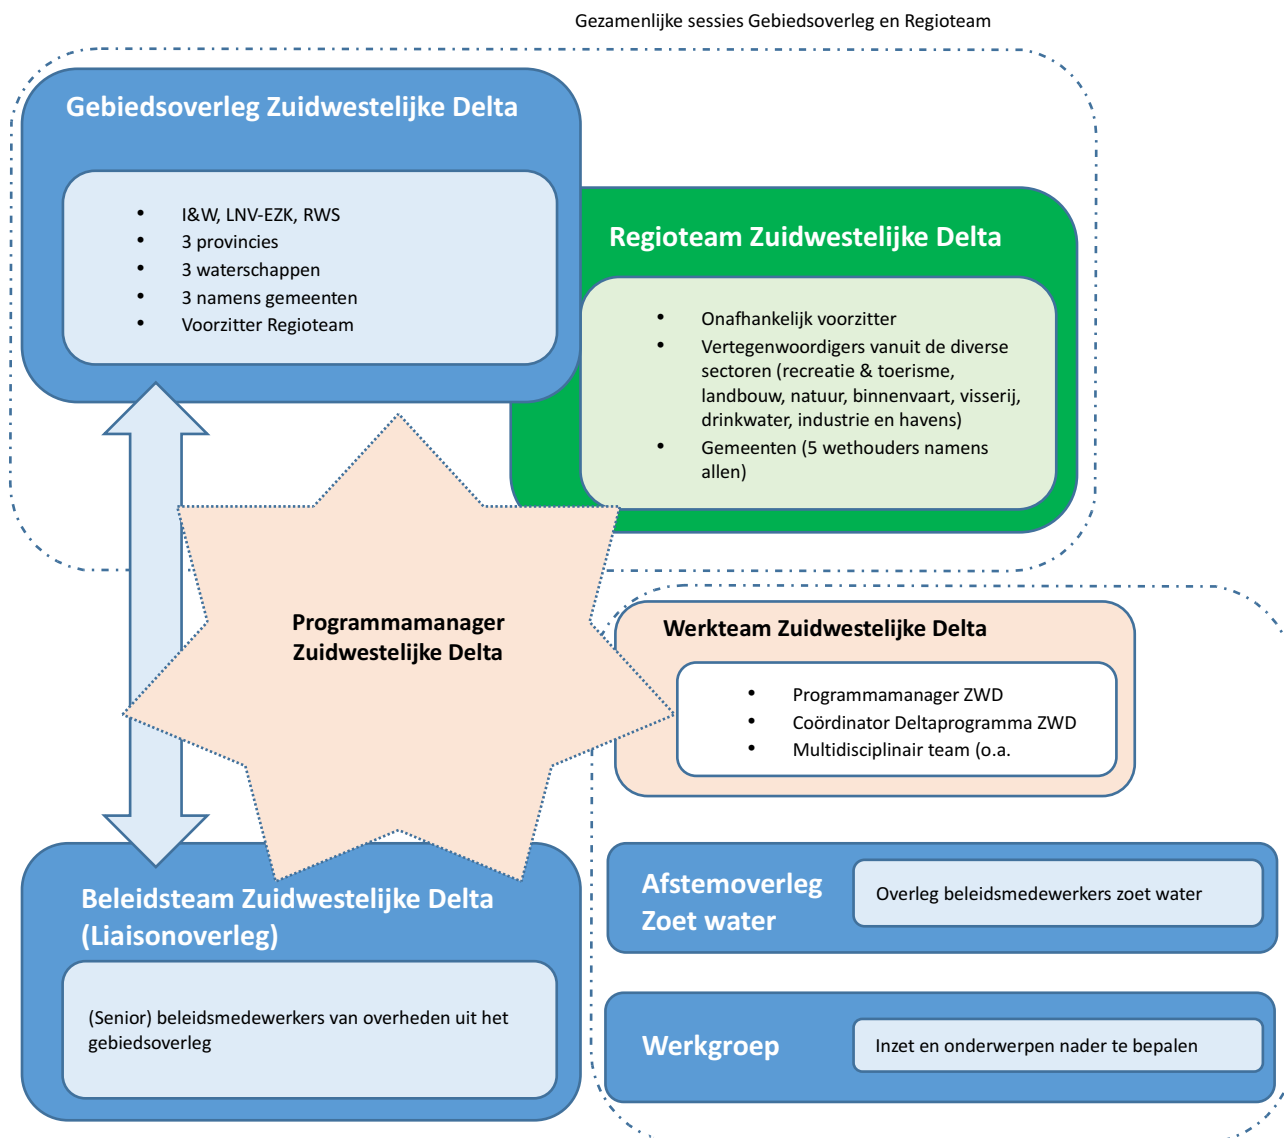 Gezamenlijke sessies Gebiedsoverleg en Regioteam
Gebiedsoverleg Zuidwestelijke Delta
• I&W, LNV-EZK, RWS
• 3 provincies
• 3 waterschappen
• 3 namens gemeenten
• Voorzitter Regioteam
Regioteam Zuidwestelijke Delta
• Onafhankelijk voorzitter
• Vertegenwoordigers vanuit de diverse
sectoren (recreatie & toerisme,
landbouw, natuur, binnenvaart, visserij,
drinkwater, industrie en havens)
• Gemeenten (5 wethouders namens
allen)
Programmamanager
Zuidwestelijke Delta
Werkteam Zuidwestelijke Delta
• Programmamanager ZWD
• Coördinator Deltaprogramma ZWD
• Multidisciplinair team (o.a.
Beleidsteam Zuidwestelijke Delta
(Liaisonoverleg)
(Senior) beleidsmedewerkers van overheden uit het
gebiedsoverleg
Afstemoverleg
Zoet water
Overleg beleidsmedewerkers zoet water
Werkgroep
Inzet en onderwerpen nader te bepalen